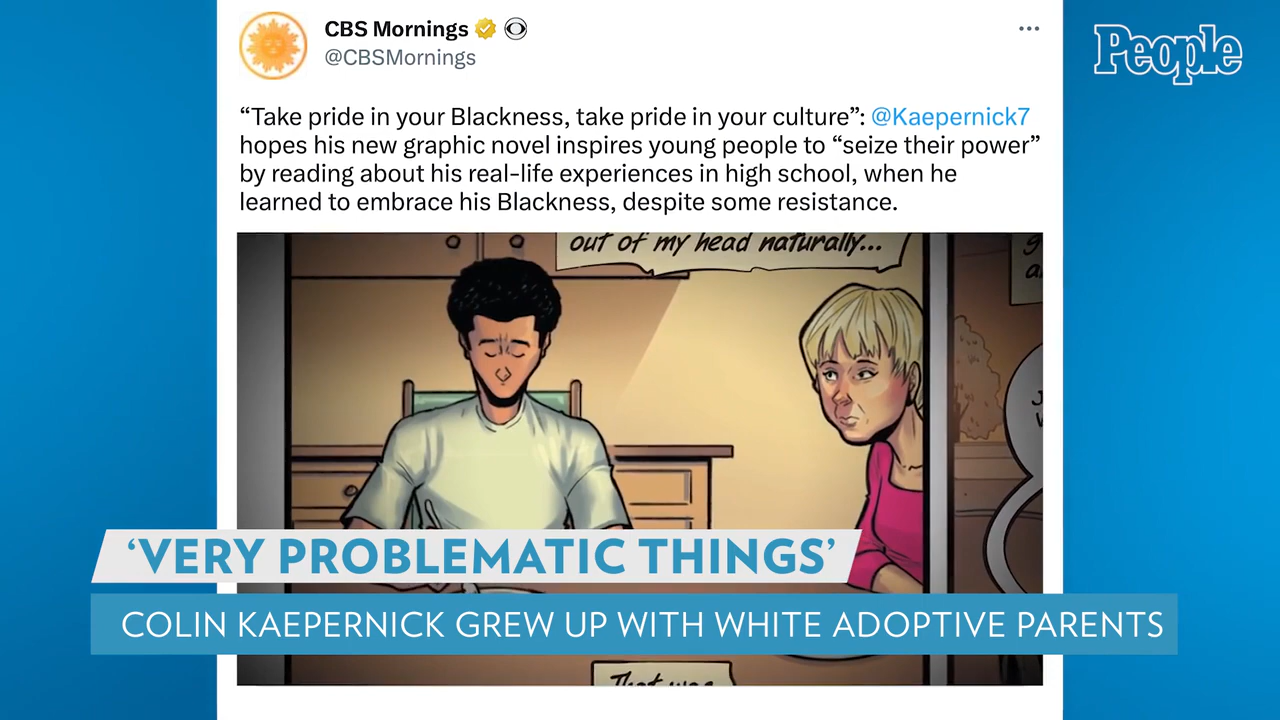 CBS Mornings
@CBSMornings
People
“Take pride in your Blackness, take pride in your culture”: @Kaepernick7
hopes his new graphic novel inspires young people to “seize their power”
by reading about his real-life experiences in high school, when he
learned to embrace his Blackness, despite some resistance.
out of my head naturally...
‘VERY PROBLEMATIC THINGS’
COLIN KAEPERNICK GREW UP WITH WHITE ADOPTIVE PARENTS
That was